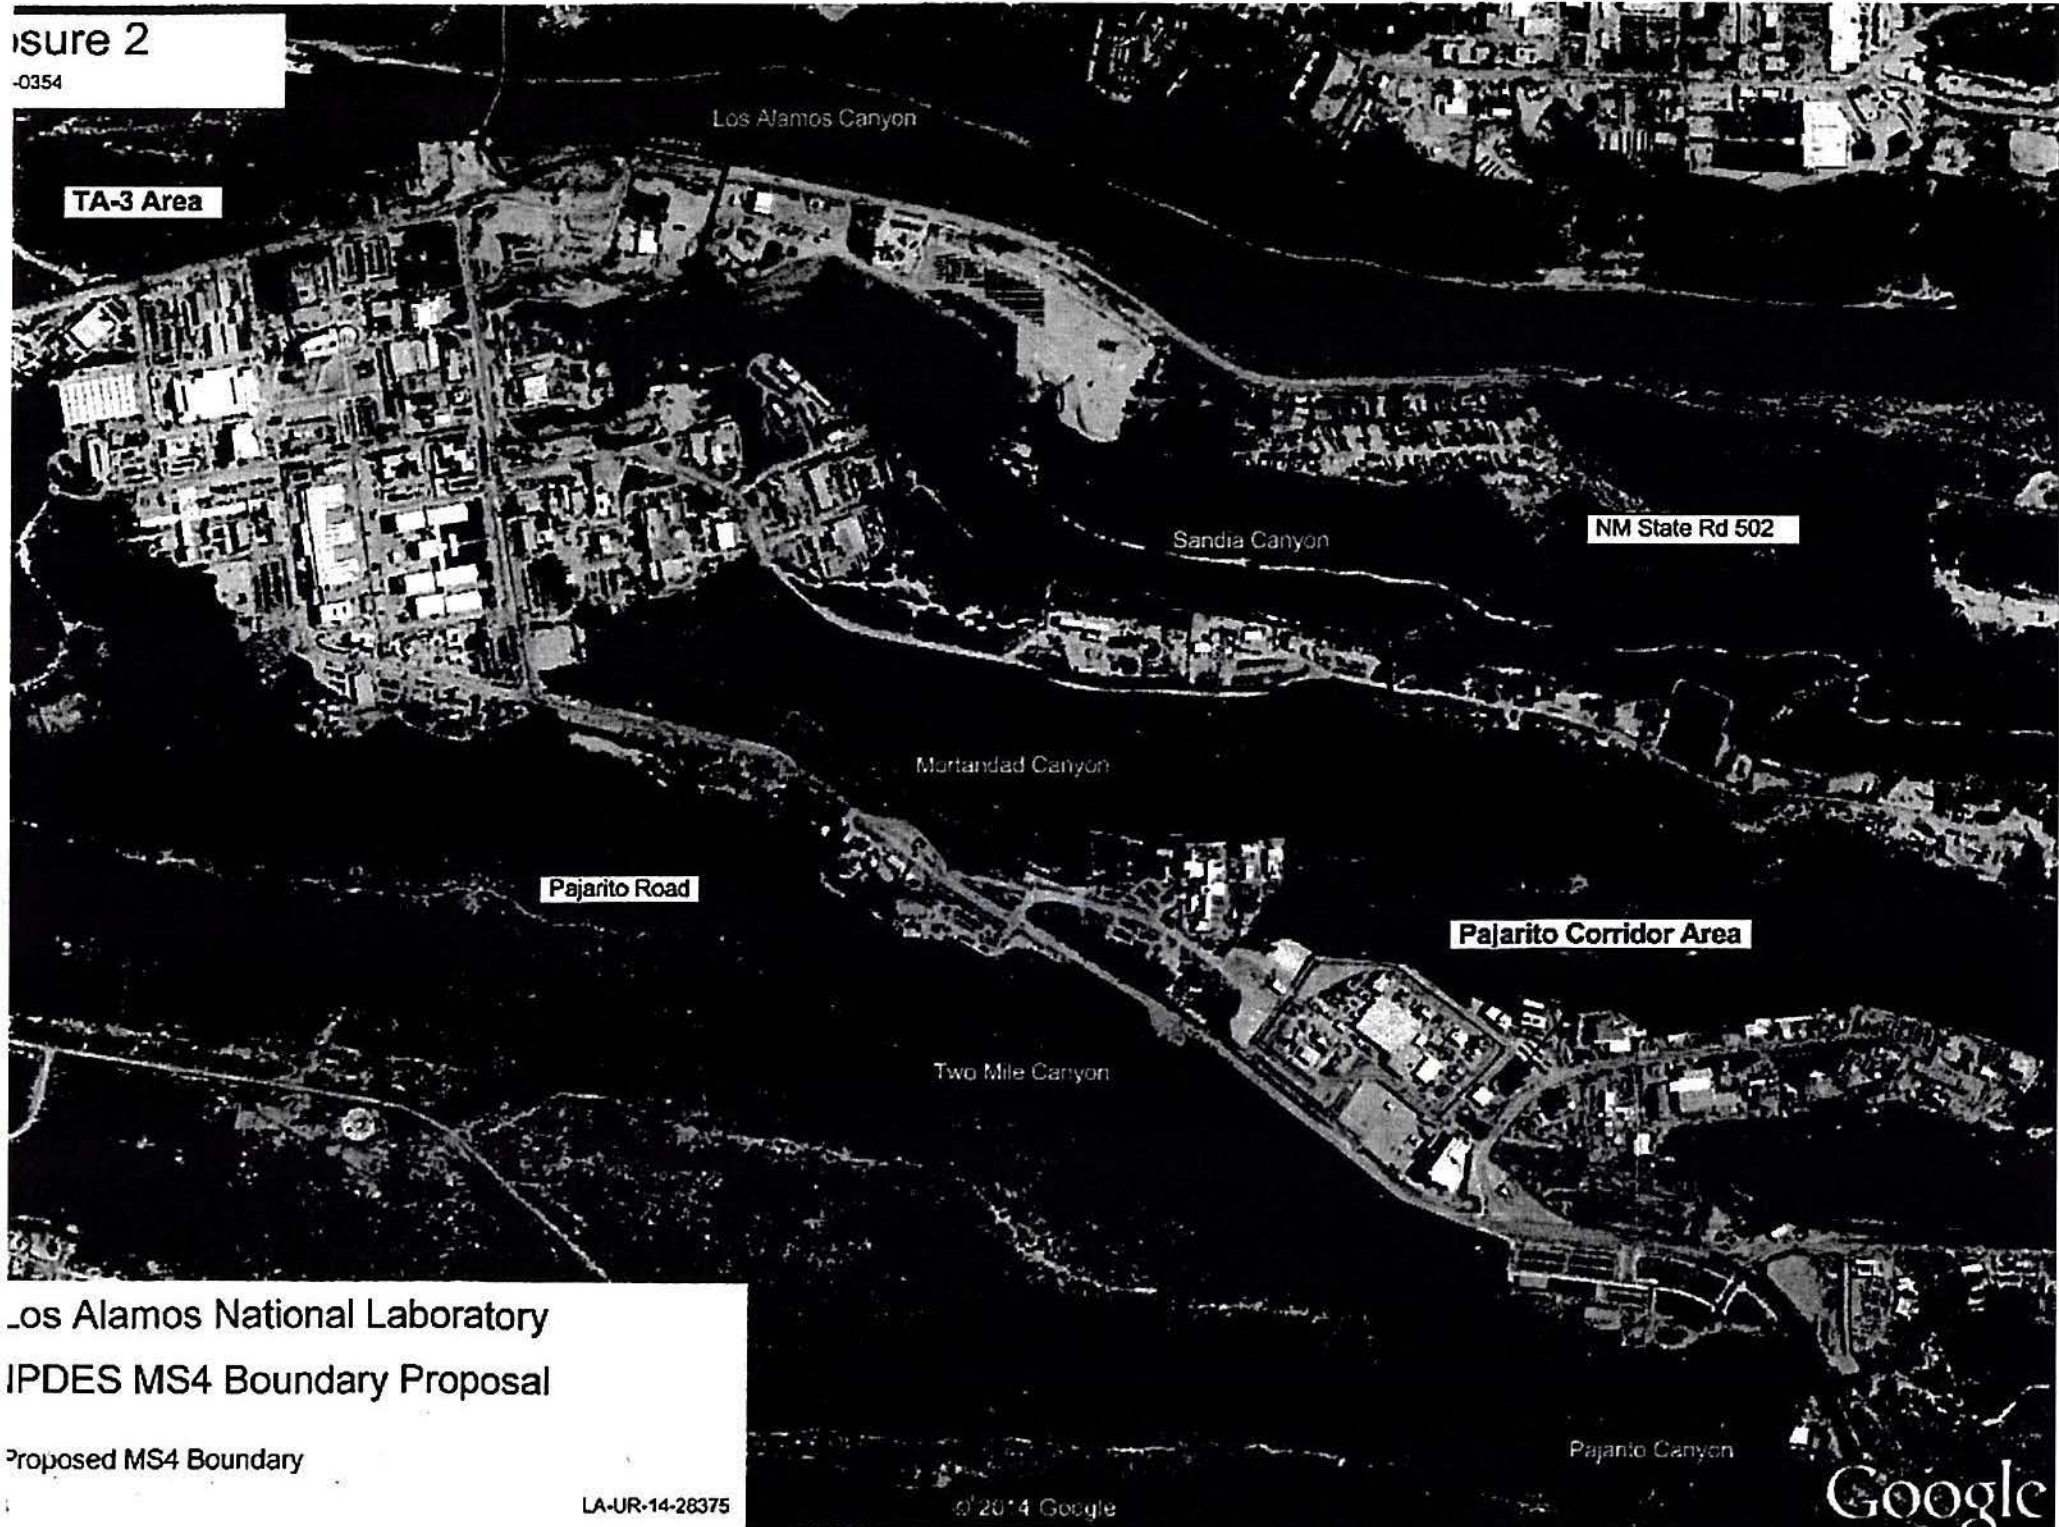 osure 2
-0354
Los Alamos Canyon
TA-3 Area
NM State Rd 502
Sandia Canyon
Mortandad Canyon
Pajarito Road
Pajarito Corridor Area
Two Mile Canyon
Los Alamos National Laboratory
NPDES MS4 Boundary Proposal
Proposed MS4 Boundary
LA-UR-14-28375
Pajarito Canyon
© 2014 Google
Google